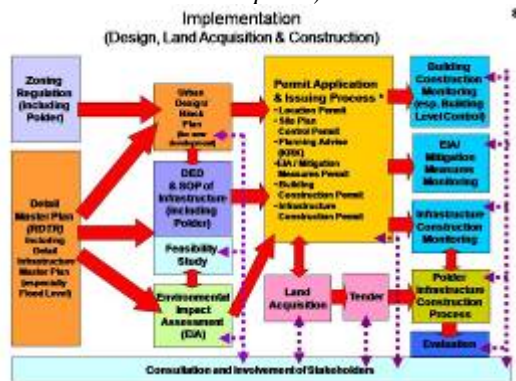 Implementation
(Design, Land Acquisition & Construction)
*
Zoning
Regulation
(including
Polder)
Detail
Master Plan
(RDTR)
including
Detail
Infrastructure
Master Plan
(especially
Flood Level)
Urban
Design/
Block
Plan
(for new
development)
DED
& SOP of
Infrastructure
(including
Polder)
Feasibility
Study
Environmental
Impact
Assessment
(EIA)
Permit Application
& Issuing Process *
•Location Permit
•Site Plan
Control Permit
•Planning Advise
(KRK)
•EIA / Mitigation
Measures Permit
•Building
Construction Permit
•Infrastructure
Construction Permit
Land
Acquisition
Tender
Building
Construction
Monitoring
(esp. Building
Level Control)
EIA/
Mitigation
Measures
Monitoring
Infrastructure
Construction
Monitoring
Polder
Infrastructure
Construction
Process
Evaluation
Consultation and Involvement of Stakeholders